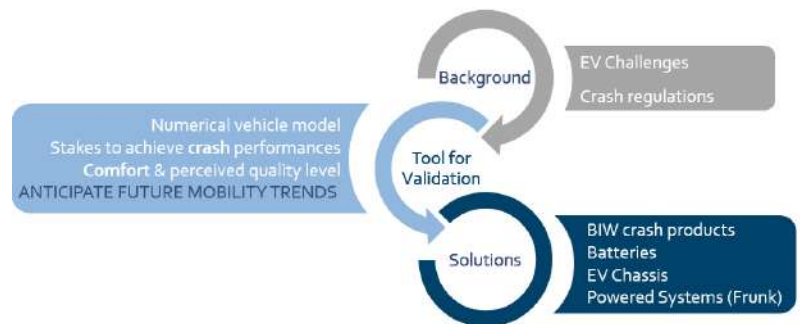 Background
EV Challenges
Crash regulations
Numerical vehicle model
Stakes to achieve crash performances
Comfort & perceived quality level
ANTICIPATE FUTURE MOBILITY TRENDS
Tool for
Validation
Solutions
BIW crash products
Batteries
EV Chassis
Powered Systems (Frunk)